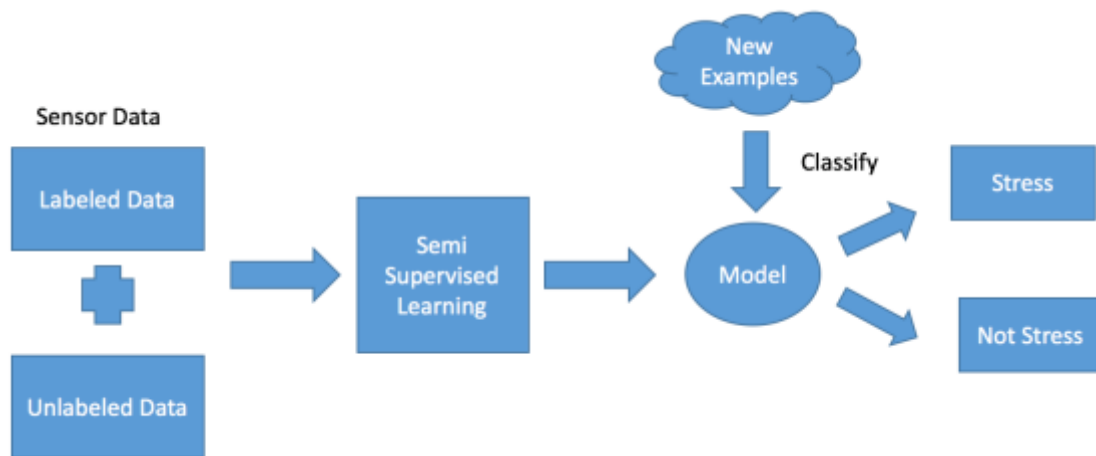 New
Examples
Sensor Data
Labeled Data
Classify
Stress
Semi
Supervised
Learning
Model
Not Stress
Unlabeled Data